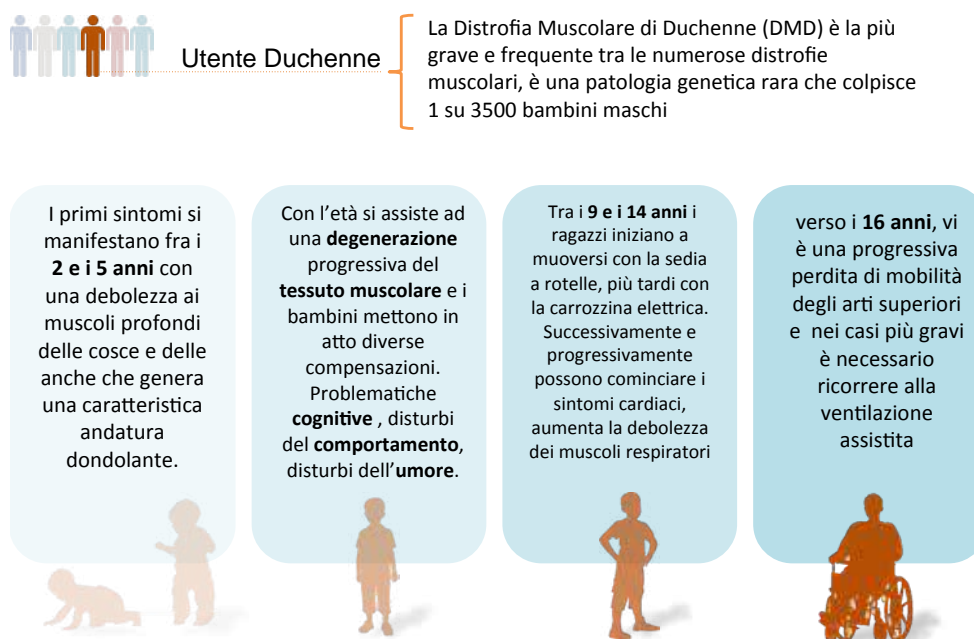 Utente Duchenne
La Distrofia Muscolare di Duchenne (DMD) è la più
grave e frequente tra le numerose distrofie
muscolari, è una patologia genetica rara che colpisce
1 su 3500 bambini maschi
I primi sintomi si
manifestano fra i
2 e i 5 anni con
una debolezza ai
muscoli profondi
delle cosce e delle
anche che genera
una caratteristica
andatura
dondolante.
Con l'età si assiste ad
una degenerazione
progressiva del
tessuto muscolare e i
bambini mettono in
atto diverse
compensazioni.
Problematiche
cognitive , disturbi
del comportamento,
disturbi dell'umore.
Tra i 9 e i 14 anni i
ragazzi iniziano a
muoversi con la sedia
a rotelle, più tardi con
la carrozzina elettrica.
Successivamente e
progressivamente
possono cominciare i
sintomi cardiaci,
aumenta la debolezza
dei muscoli respiratori
verso i 16 anni, vi
è una progressiva
perdita di mobilità
degli arti superiori
e nei casi più gravi
è necessario
ricorrere alla
ventilazione
assistita